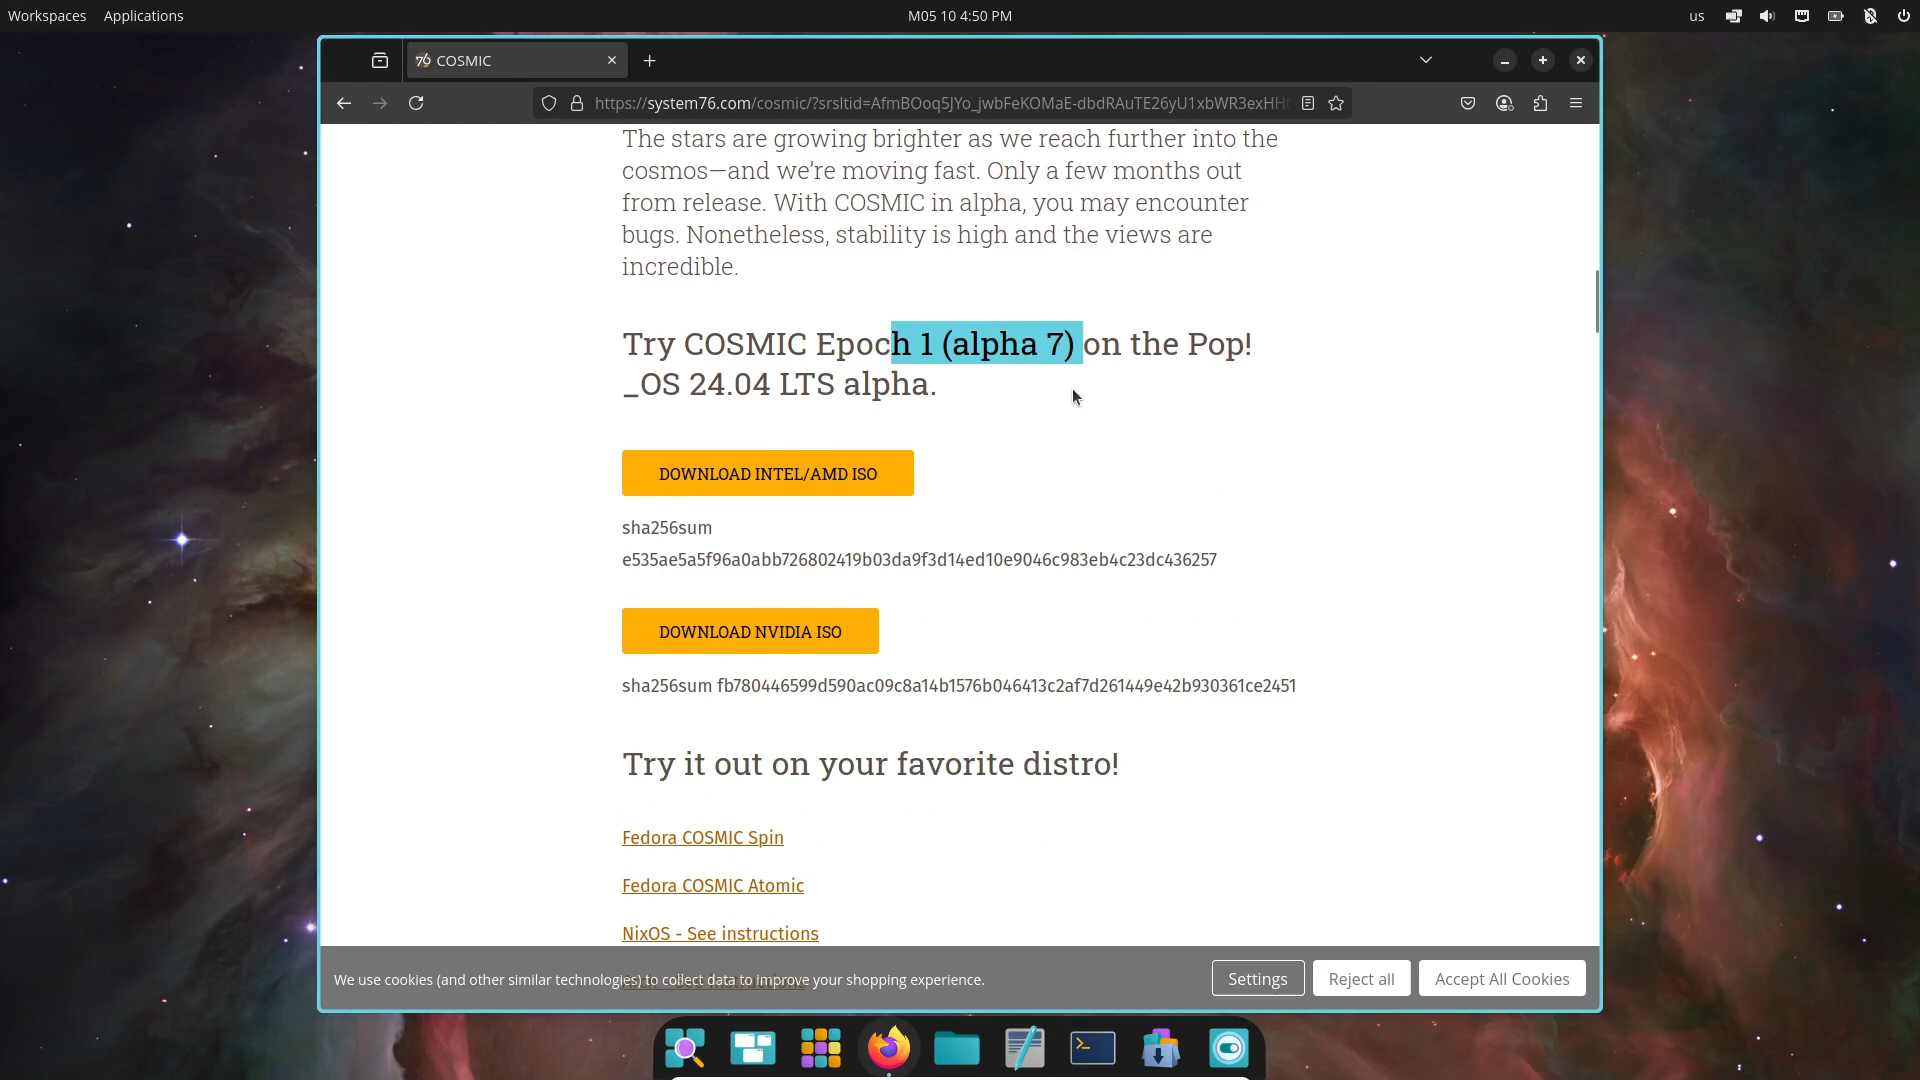 Workspaces Applications M05 10 4:50 PM us
COSMIC
https://system76.com/cosmic/?srsltid=AfmBOoq5JYo_jwbFeKOMaE-dbdRAuTE26yU1xbWR3exHH
The stars are growing brighter as we reach further into the
cosmos—and we’re moving fast. Only a few months out
from release. With COSMIC in alpha, you may encounter
bugs. Nonetheless, stability is high and the views are
incredible.
Try COSMIC Epoch 1 (alpha 7) on the Pop!
_OS 24.04 LTS alpha.
DOWNLOAD INTEL/AMD ISO
sha256sum
e535ae5a5f96a0abb726802419b03da9f3d14ed10e9046c983eb4c23dc436257
DOWNLOAD NVIDIA ISO
sha256sum fb780446599d590ac09c8a14b1576b046413c2af7d261449e42b930361ce2451
Try it out on your favorite distro!
Fedora COSMIC Spin
Fedora COSMIC Atomic
NixOS - See instructions
We use cookies (and other similar technologies) to collect data to improve your shopping experience. Settings Reject all Accept All Cookies